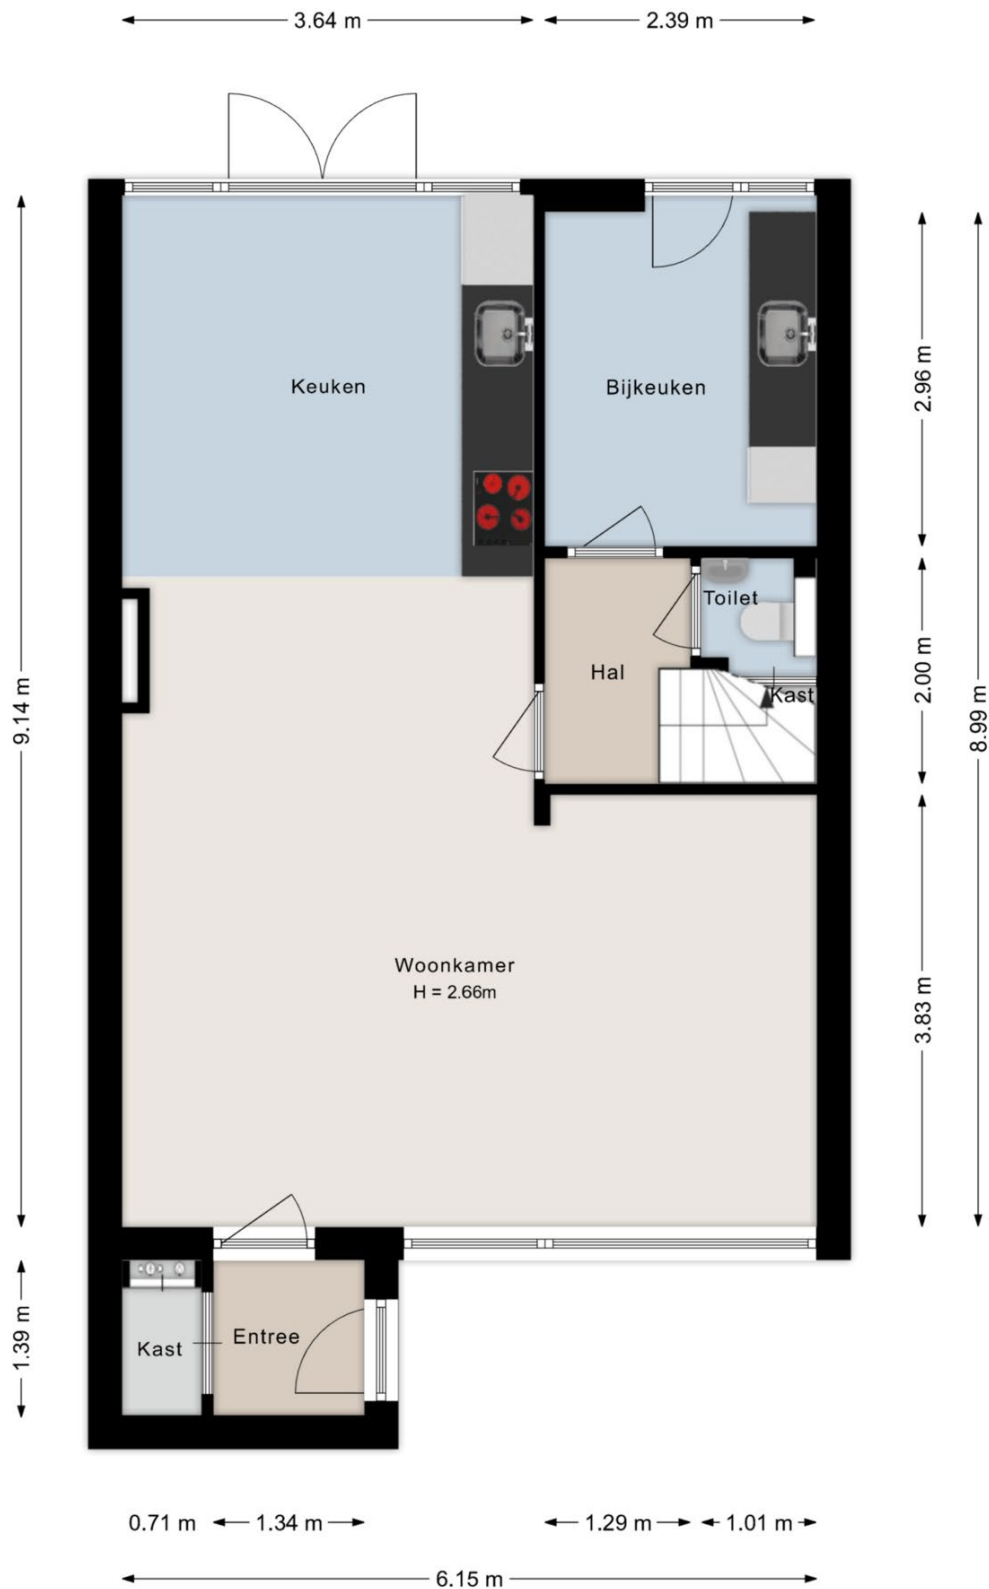 3.64 m
2.39 m
Keuken
Bijkeuken
2.96 m
Toilet
Hal
Kast
2.00 m
9.14 m
8.99 m
Woonkamer
H = 2.66m
3.83 m
Kast
Entree
1.39 m
0.71 m
1.34 m
1.29 m
1.01 m
6.15 m